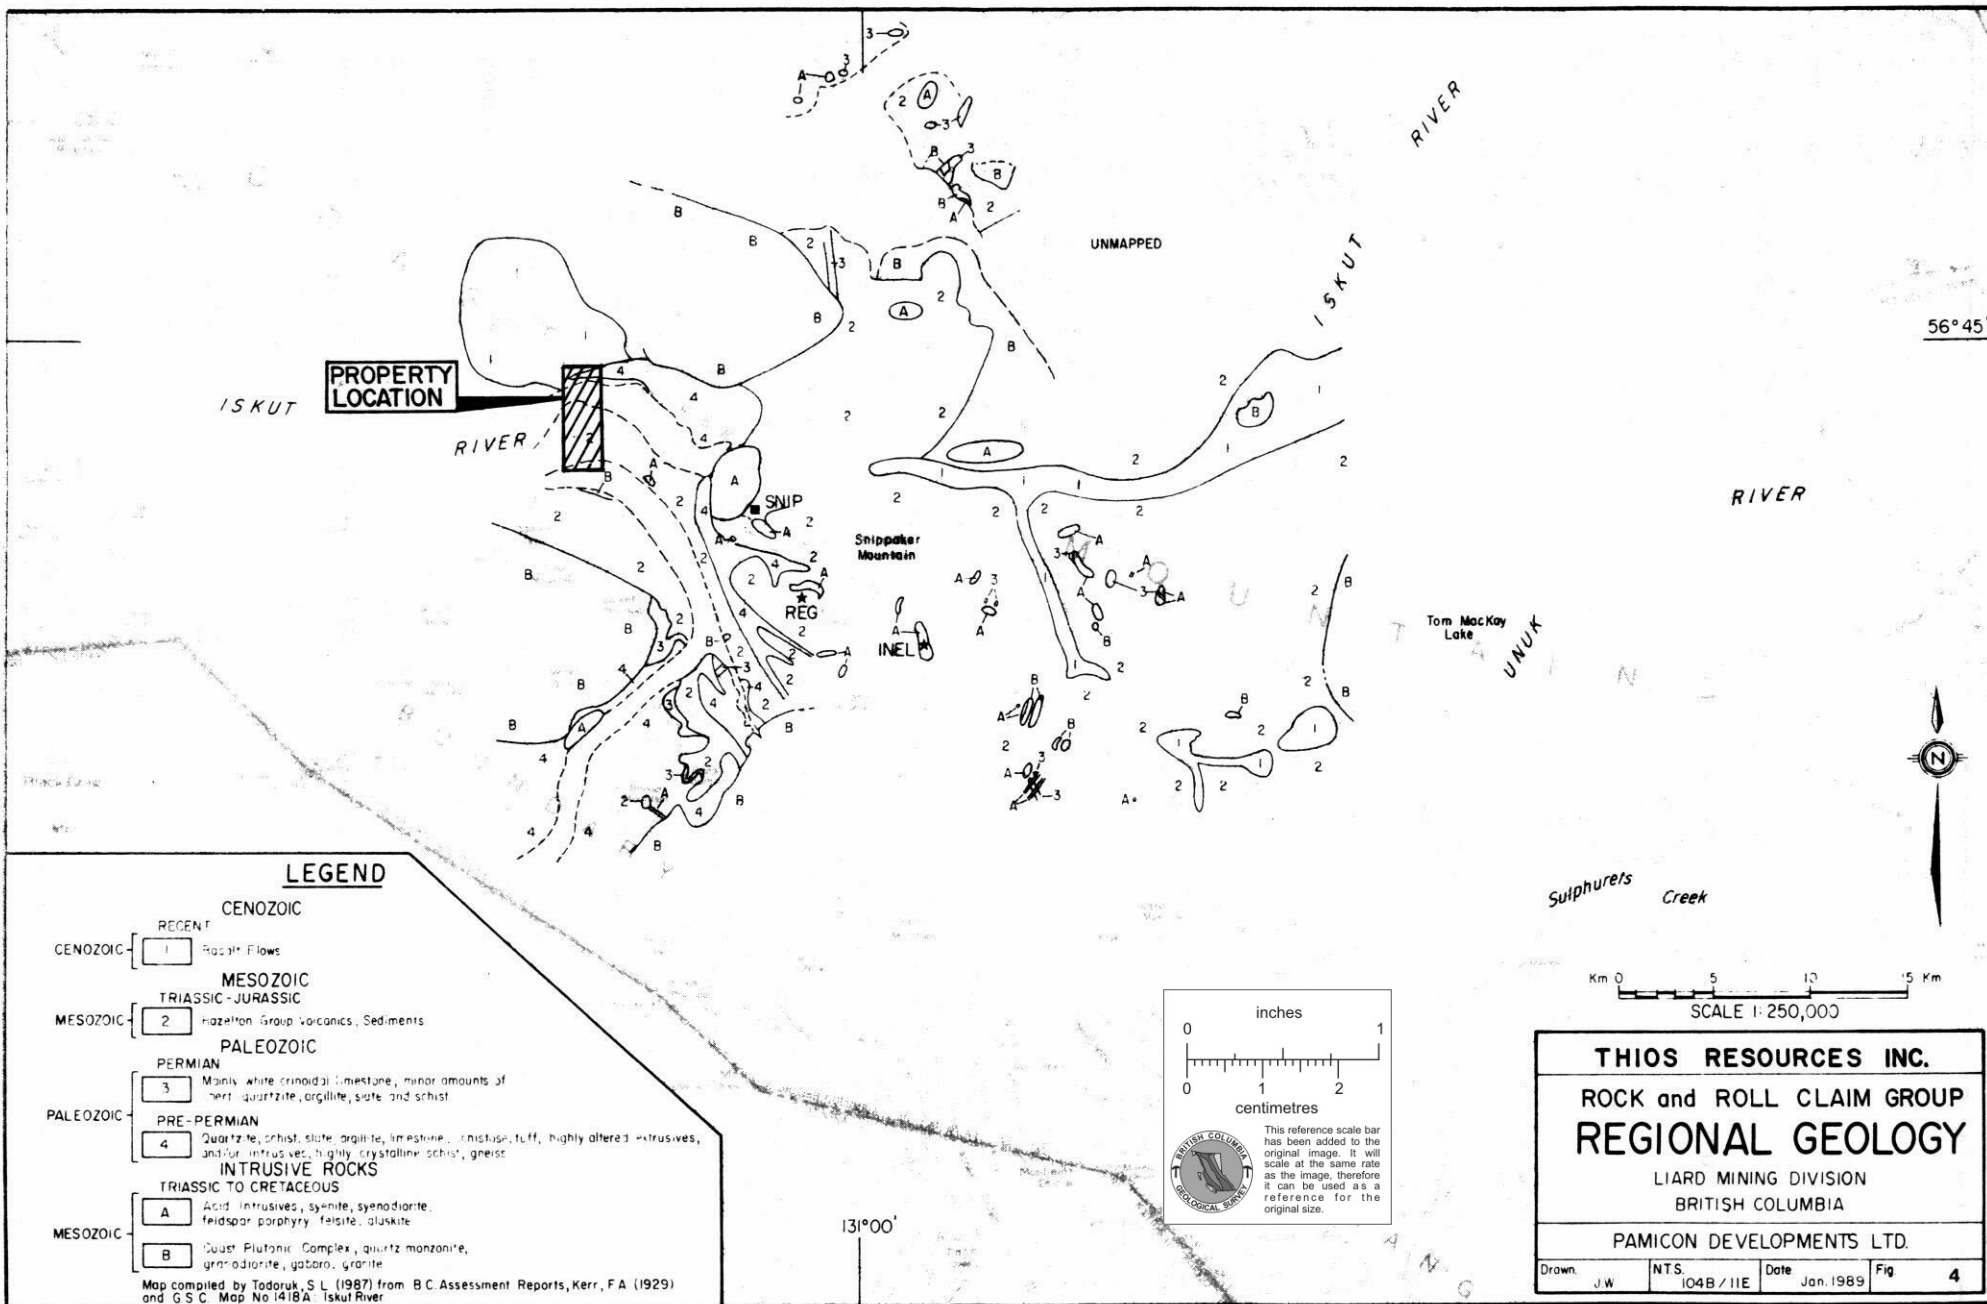 UNMAPPED
ISKUT RIVER
56°45'
PROPERTY
LOCATION
ISKUT
RIVER
SNIP
Snippaker
Mountain
REG
INEL
RIVER
Tom MacKay
Lake
UNUK
Sulphurets Creek
N
Km 0 5 10 15 Km
SCALE 1:250,000
131°00'
LEGEND
CENOZOIC
RECENT
CENOZOIC 1 Basalt Flows
MESOZOIC
TRIASSIC-JURASSIC
MESOZOIC 2 Hazelton Group Volcanics, Sediments
PALEOZOIC
PERMIAN
3 Mainly white crinoidal limestone, minor amounts of
chert, quartzite, argillite, slate and schist
PALEOZOIC
PRE-PERMIAN
4 Quartzite, schist, slate, argillite, limestone, schistose tuff, highly altered extrusives,
and/or intrusives, highly crystalline schist, gneiss
INTRUSIVE ROCKS
TRIASSIC TO CRETACEOUS
A Acid Intrusives, syenite, syenodiorite,
feldspar porphyry, felsite, alaskite
MESOZOIC
B Coast Plutonic Complex, quartz monzonite,
granodiorite, gabbro, granite
Map compiled by Todoruk, S.L. (1987) from B.C. Assessment Reports, Kerr, F.A. (1929)
and G.S.C. Map No 1418A: Iskut River
inches
0 1
0 1 2
centimetres
BRITISH COLUMBIA
GEOLOGICAL SURVEY
This reference scale bar
has been added to the
original image. It will
scale at the same rate
as the image, therefore
it can be used as a
reference for the
original size.
THIOS RESOURCES INC.
ROCK and ROLL CLAIM GROUP
REGIONAL GEOLOGY
LIARD MINING DIVISION
BRITISH COLUMBIA
PAMICON DEVELOPMENTS LTD.
Drawn. J.W N.T.S. 104B/11E Date Jan. 1989 Fig. 4